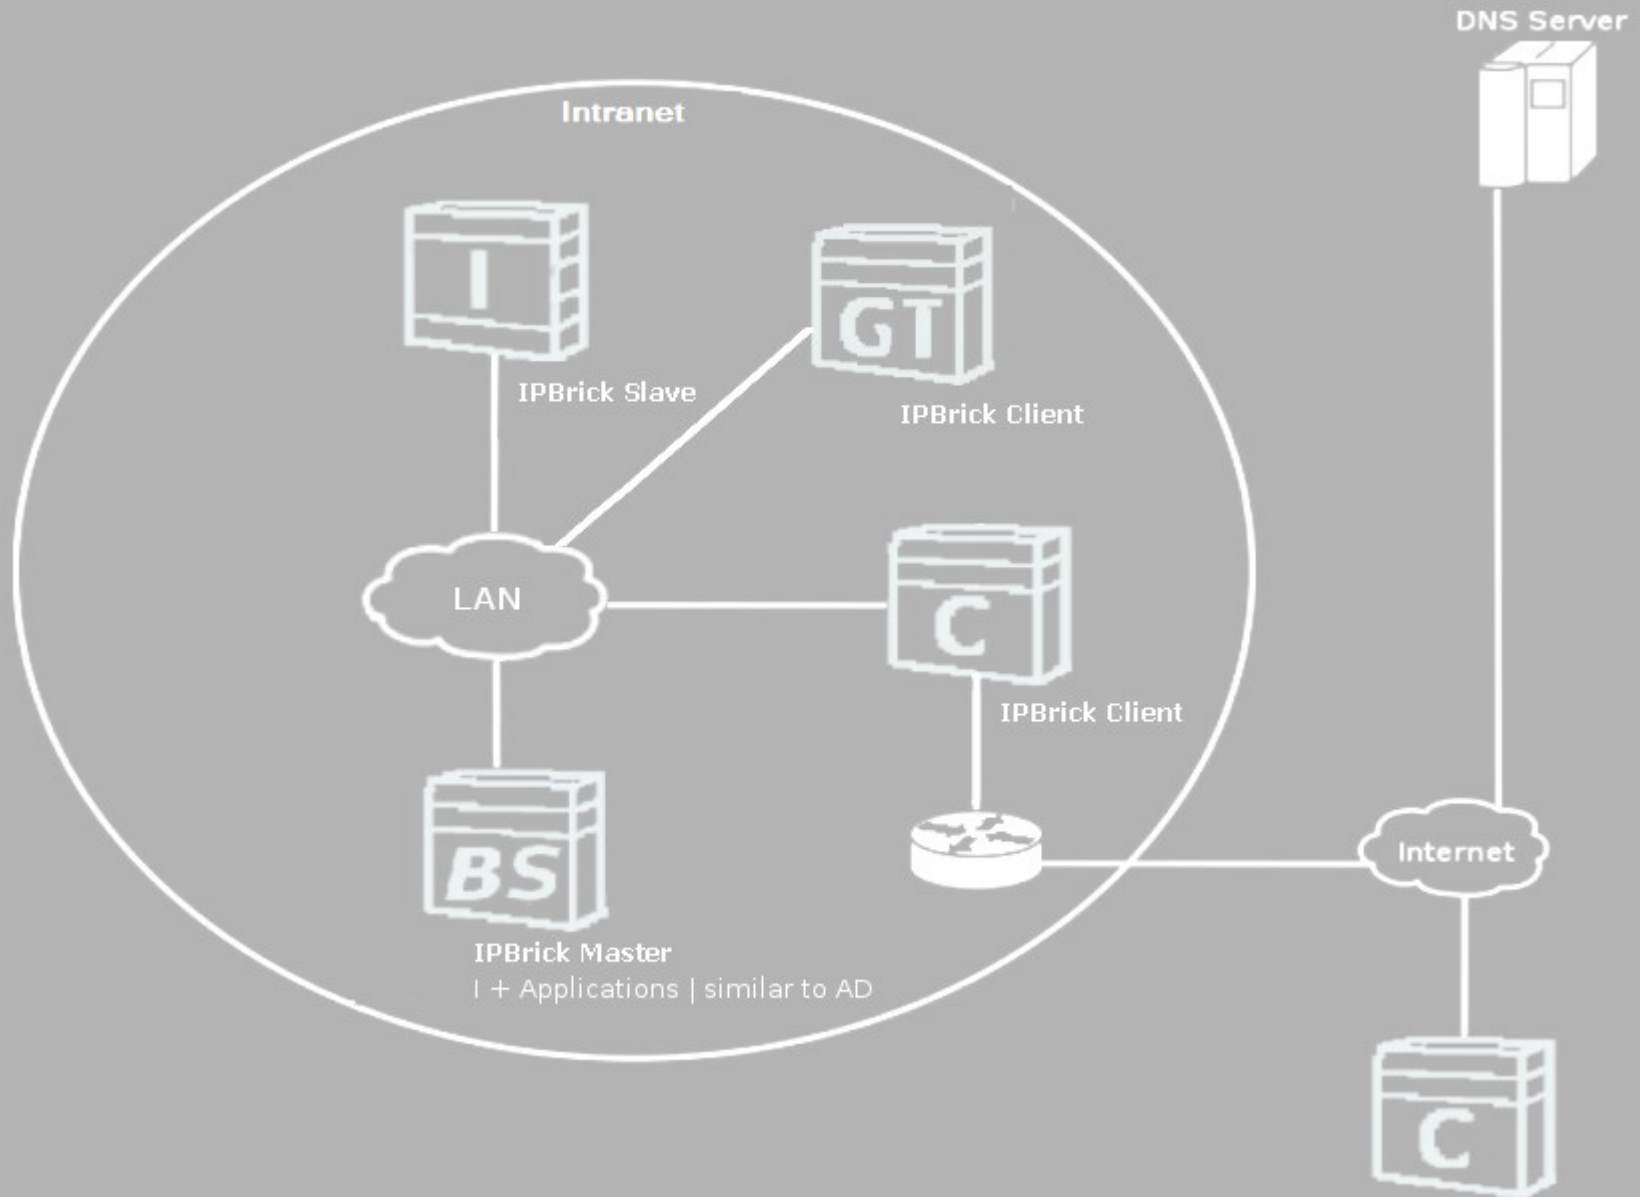 DNS Server
Intranet
I
GT
IPBrick Slave
IPBrick Client
LAN
C
IPBrick Client
BS
Internet
IPBrick Master
I + Applications | similar to AD
C